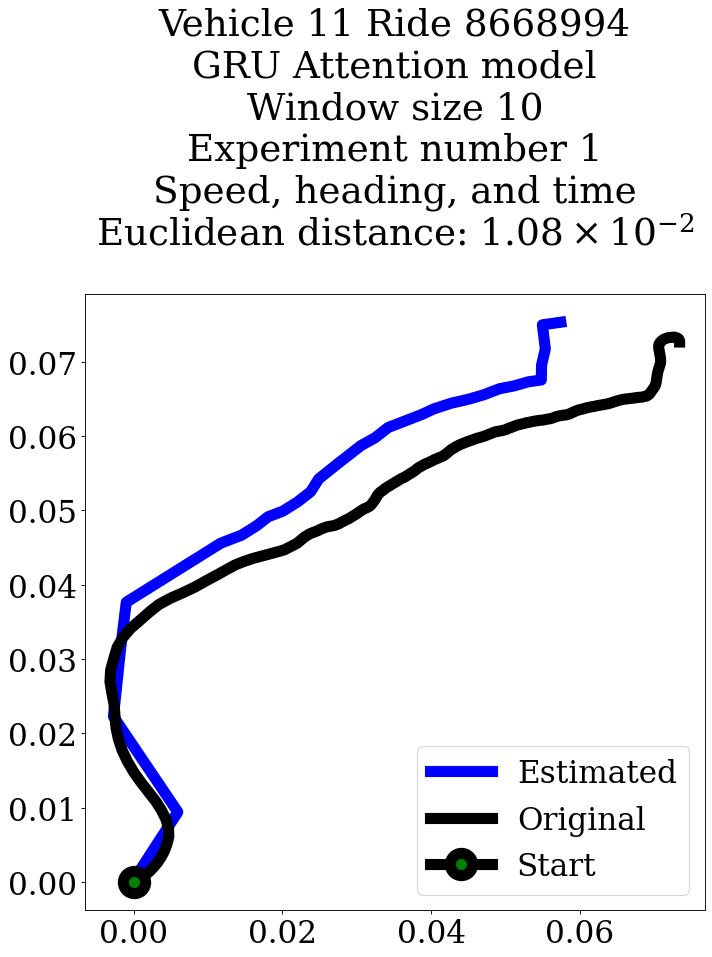 Vehicle 11 Ride 8668994
GRU Attention model
Window size 10
Experiment number 1
Speed, heading, and time
Euclidean distance: 1.08 × 10⁻²
0.07
0.06
0.05
0.04
0.03
0.02
0.01
0.00
Estimated
Original
Start
0.00 0.02 0.04 0.06